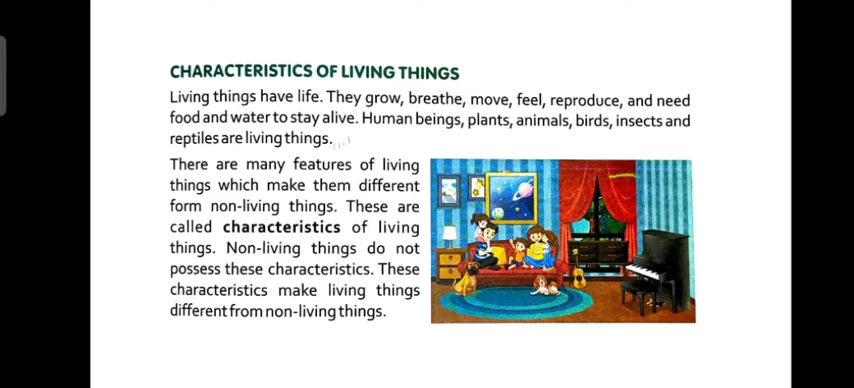 CHARACTERISTICS OF LIVING THINGS
Living things have life. They grow, breathe, move, feel, reproduce, and need
food and water to stay alive. Human beings, plants, animals, birds, insects and
reptiles are living things.
There are many features of living
things which make them different
form non-living things. These are
called characteristics of living
things. Non-living things do not
possess these characteristics. These
characteristics make living things
different from non-living things.